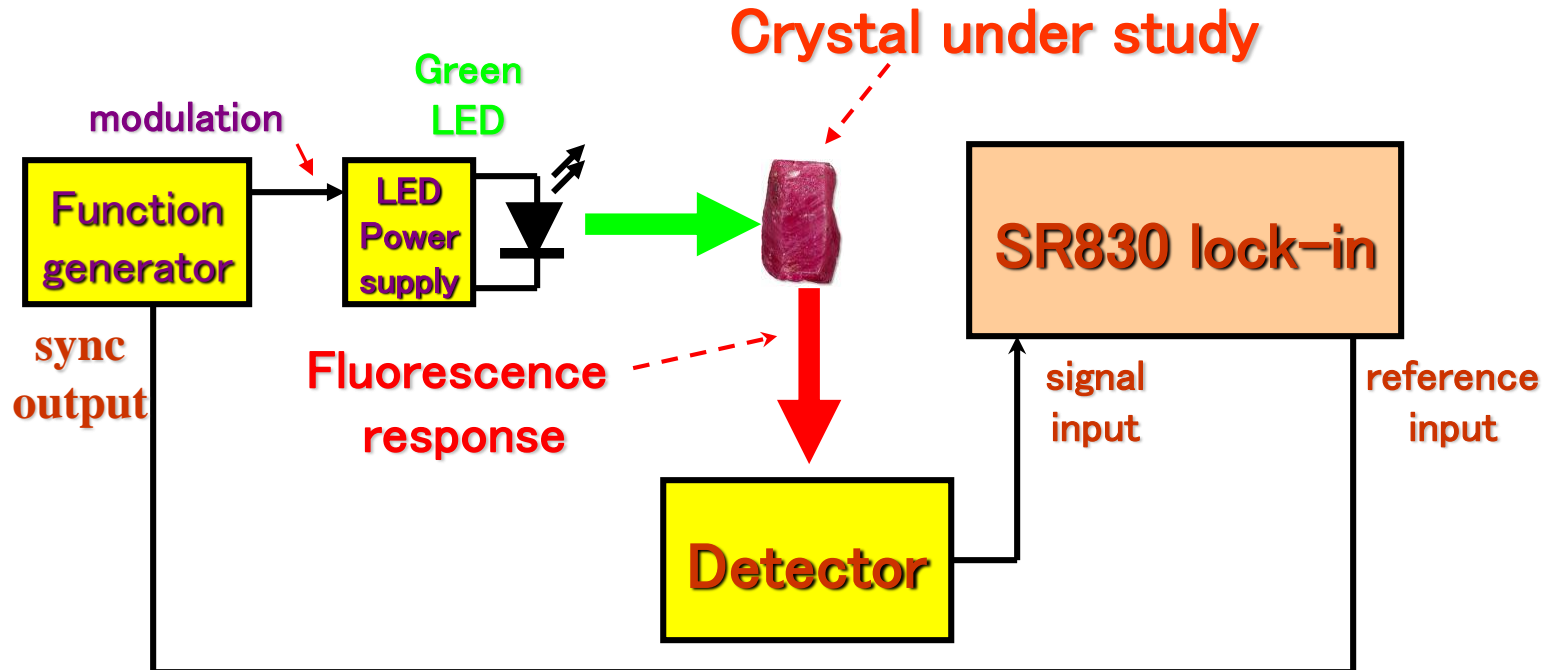 Crystal under study
Green
LED
modulation
Function
generator
LED
Power
supply
SR830 lock-in
sync
output
Fluorescence
response
signal
input
reference
input
Detector